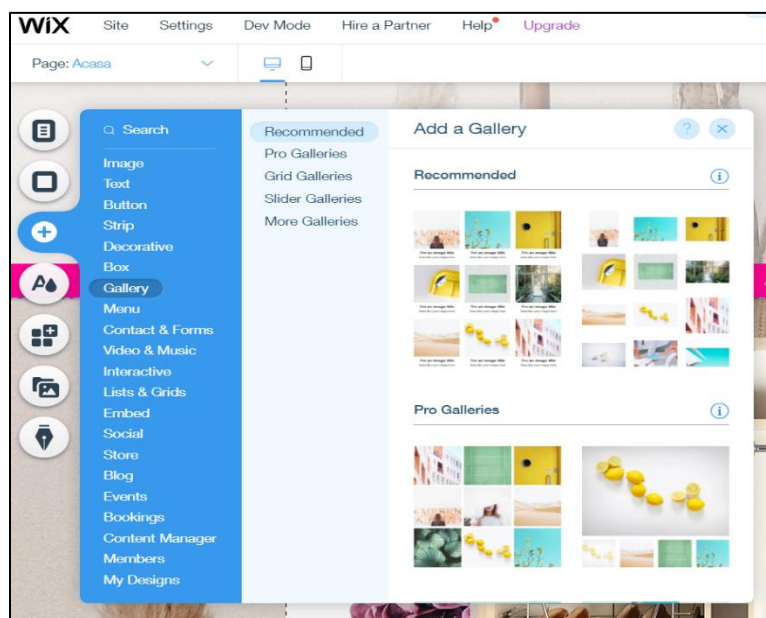 WiX Site Settings Dev Mode Hire a Partner Help Upgrade
Page: Acasa
Search
Image
Text
Button
Strip
Decorative
Box
Gallery
Menu
Contact & Forms
Video & Music
Interactive
Lists & Grids
Embed
Social
Store
Blog
Events
Bookings
Content Manager
Members
My Designs
Recommended
Pro Galleries
Grid Galleries
Slider Galleries
More Galleries
Add a Gallery ?
Recommended
Pro Galleries